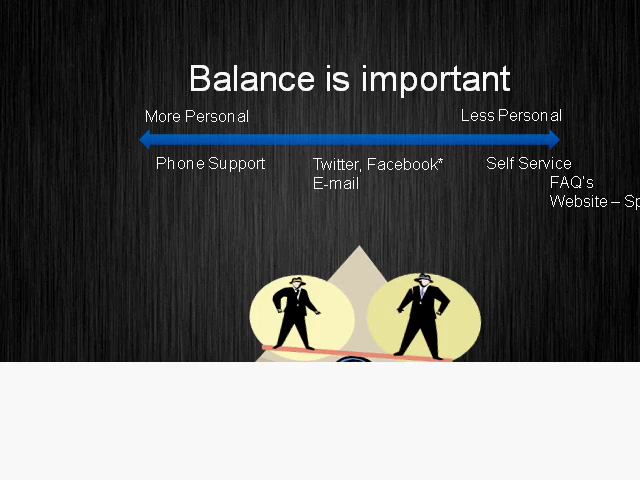 Balance is important
More Personal
Less Personal
Phone Support
Twitter, Facebook*
Self Service
E-mail
FAQ's
Website –